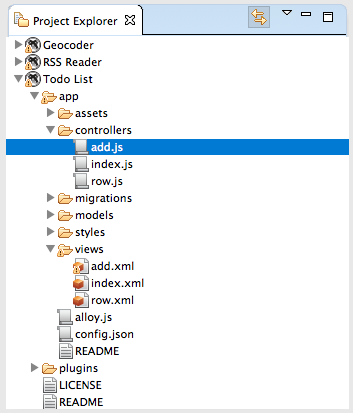 Project Explorer
Geocoder
RSS Reader
Todo List
app
assets
controllers
add.js
index.js
row.js
migrations
models
styles
views
add.xml
index.xml
row.xml
alloy.js
config.json
README
plugins
LICENSE
README